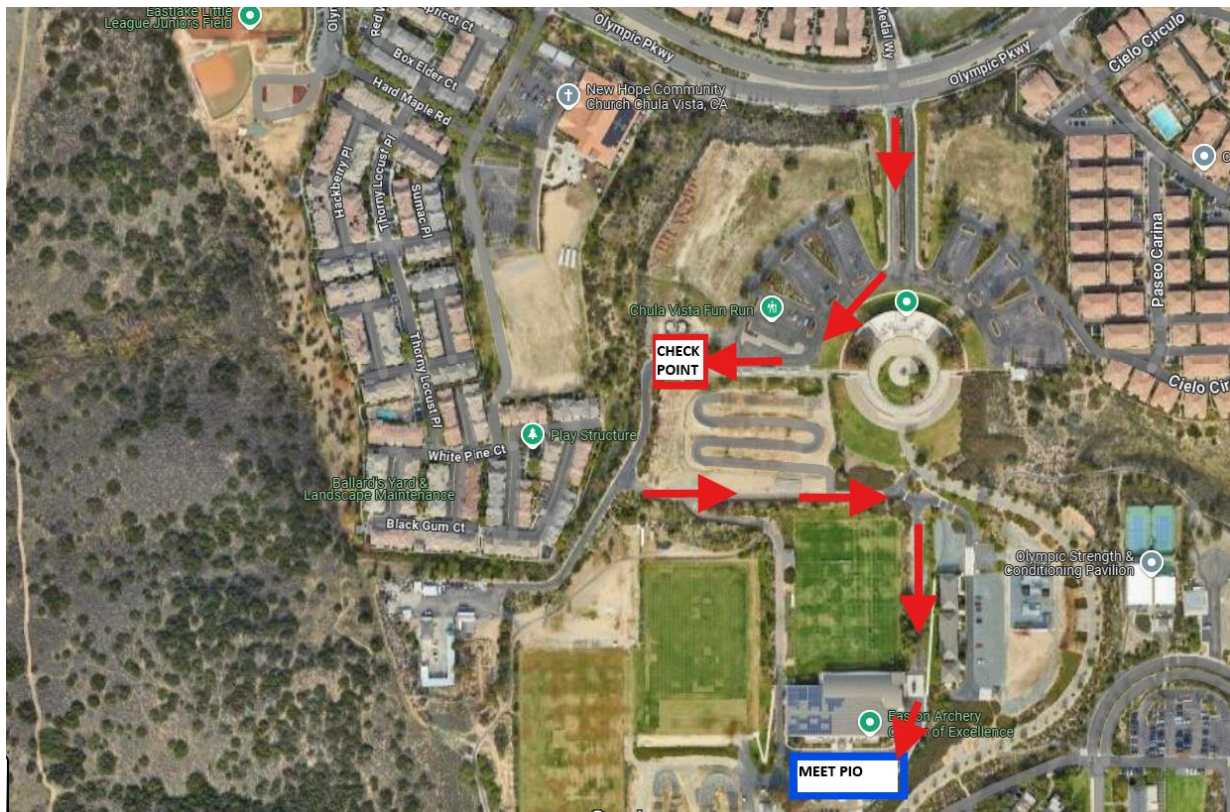 Eastlake Little
League Juniors Field
Apricot Ct
Box Elder Ct
Hard Maple Rd
New Hope Community
Church Chula Vista, CA
Olympic Pkwy
Medal Wy
Olympic Pkwy
Cielo Circulo
Hackberry Pl
Thorny Locust Pl
Sumac Pl
Paseo Carina
Chula Vista Fun Run
CHECK
POINT
Thorny Locust Pl
Cielo Cir
Play Structure
White Pine Ct
Ballard's Yard &
Landscape Maintenance
Black Gum Ct
Olympic Strength &
Conditioning Pavilion
Easton Archery
of Excellence
MEET PIO